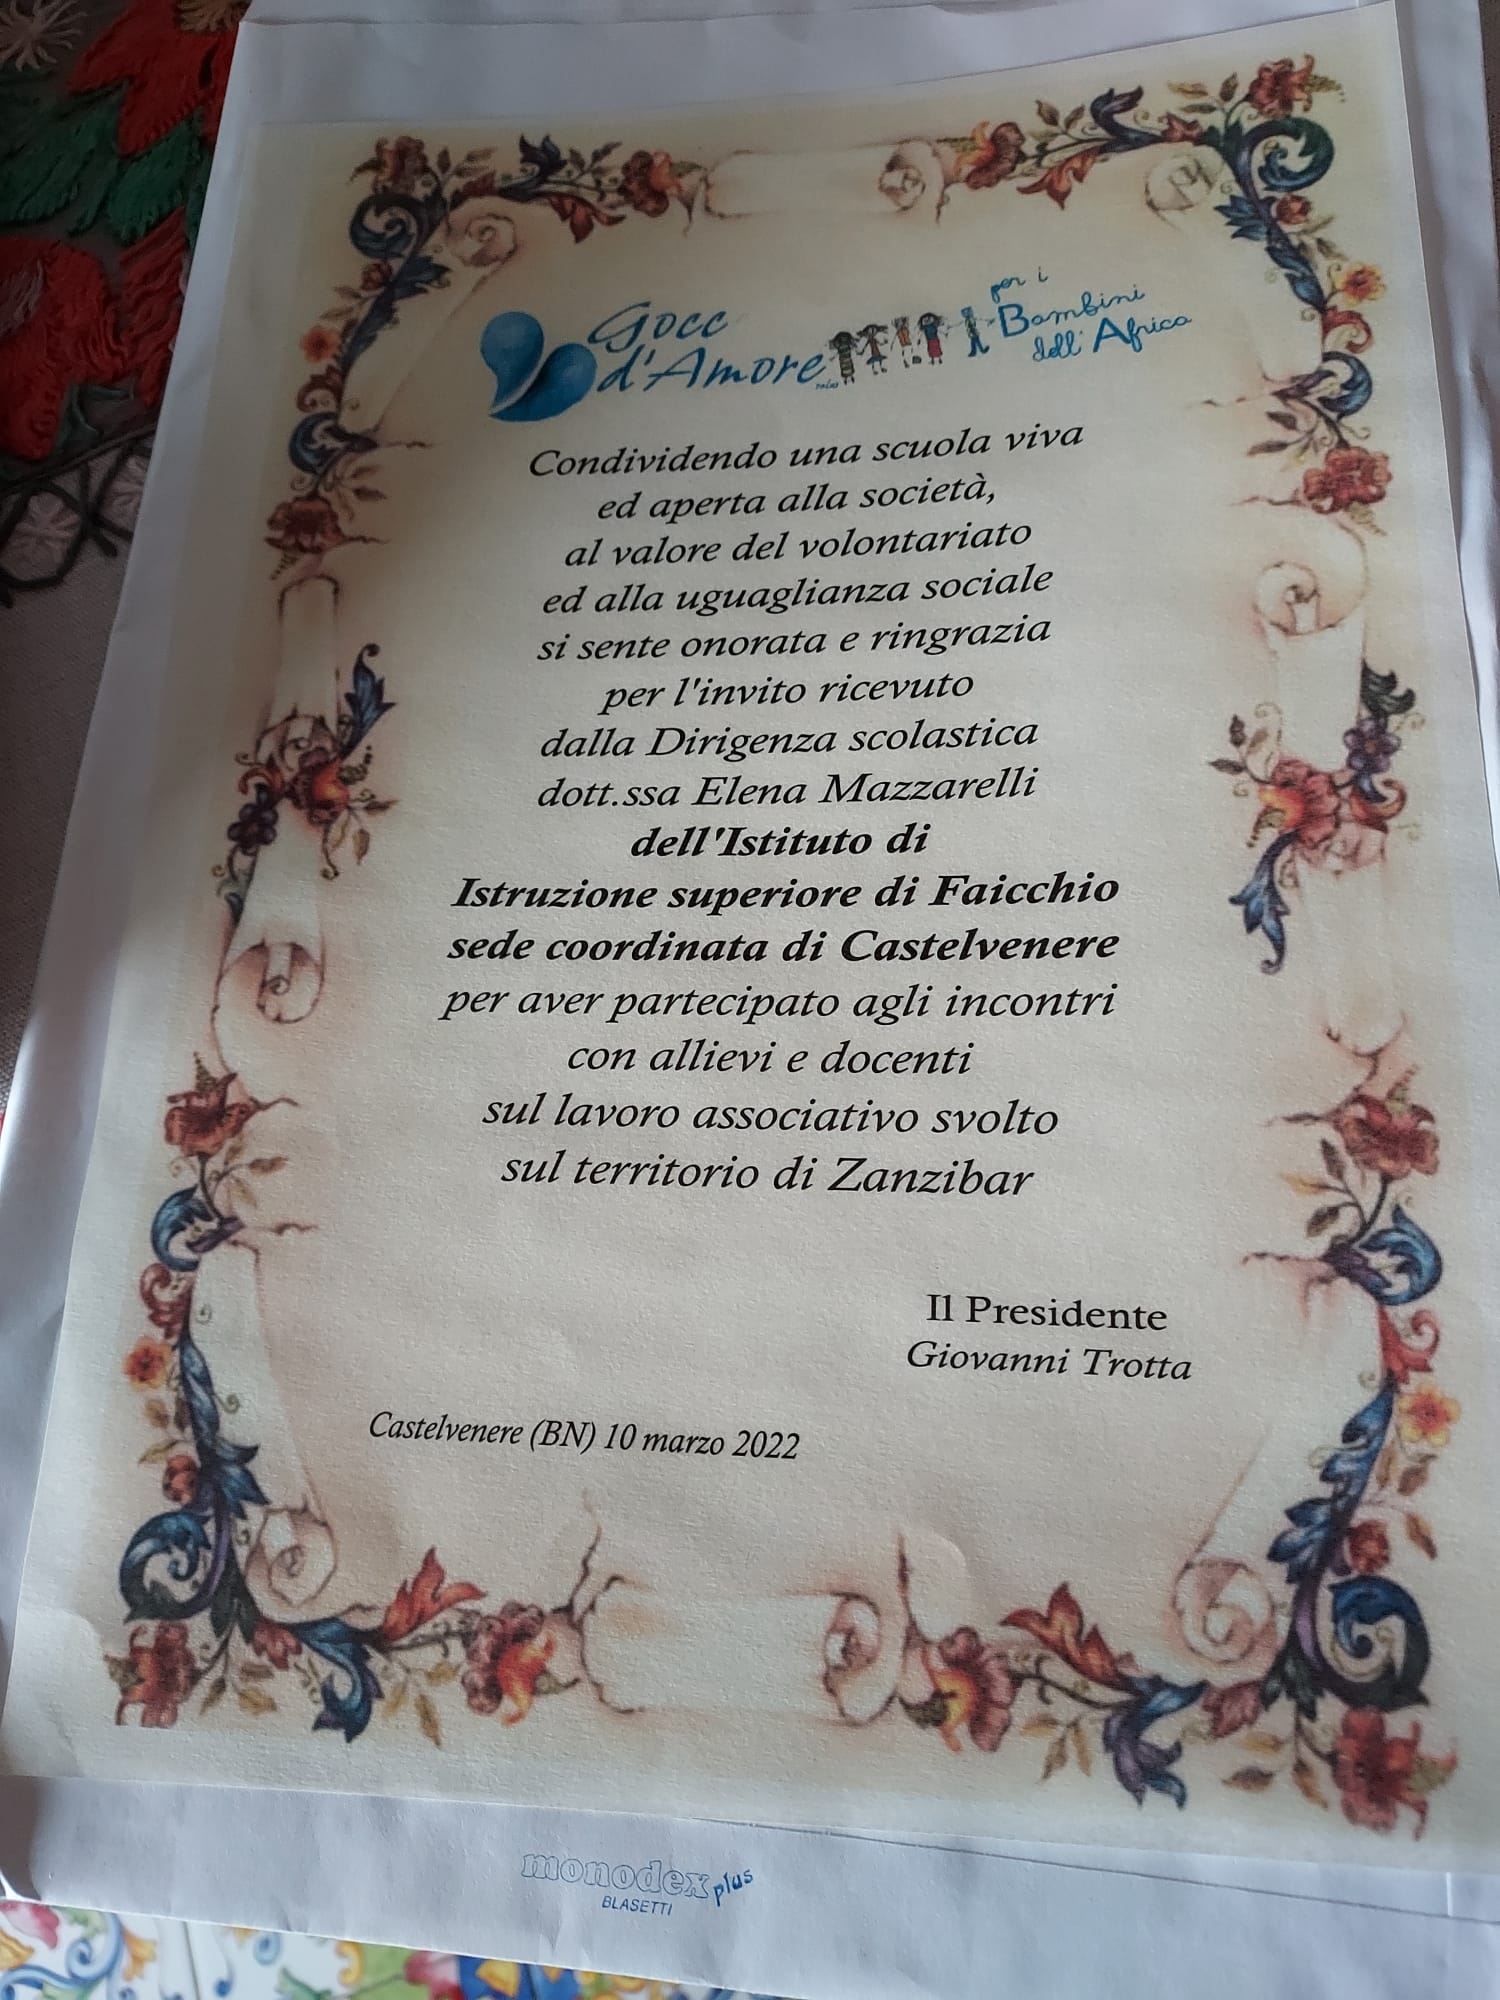 Gocce
d'Amore
per i
Bambini
dell'Africa
Condividendo una scuola viva
ed aperta alla società,
al valore del volontariato
ed alla uguaglianza sociale
si sente onorata e ringrazia
per l'invito ricevuto
dalla Dirigenza scolastica
dott.ssa Elena Mazzarelli
dell'Istituto di
Istruzione superiore di Faicchio
sede coordinata di Castelvenere
per aver partecipato agli incontri
con allievi e docenti
sul lavoro associativo svolto
sul territorio di Zanzibar
Il Presidente
Giovanni Trotta
Castelvenere (BN) 10 marzo 2022
monodex plus
BLASETTI